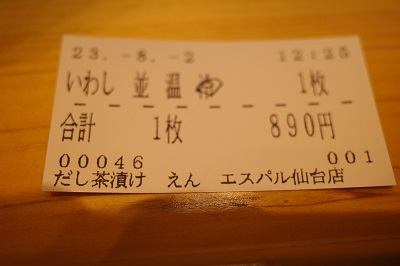 23.-8.-2 12:25
いわし 並 温 1枚
合計 1枚 890円
00046 001
だし茶漬け えん エスパル仙台店